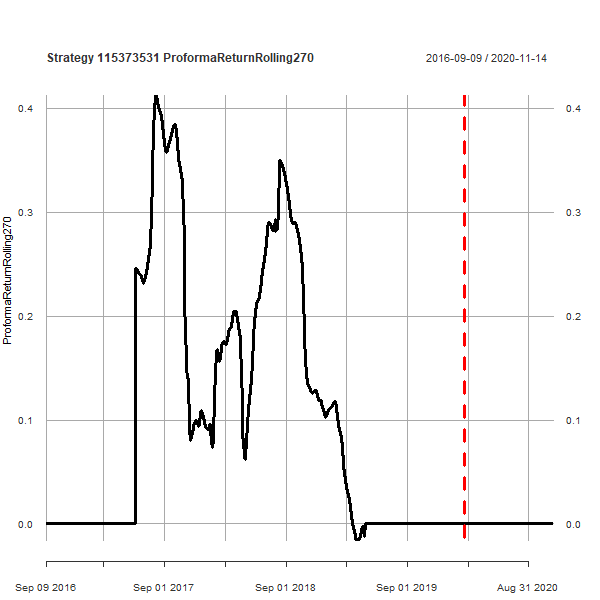 Strategy 115373531 ProformaReturnRolling270
2016-09-09 / 2020-11-14
ProformaReturnRolling270
0.4
0.3
0.2
0.1
0.0
0.4
0.3
0.2
0.1
0.0
Sep 09 2016
Sep 01 2017
Sep 01 2018
Sep 01 2019
Aug 31 2020